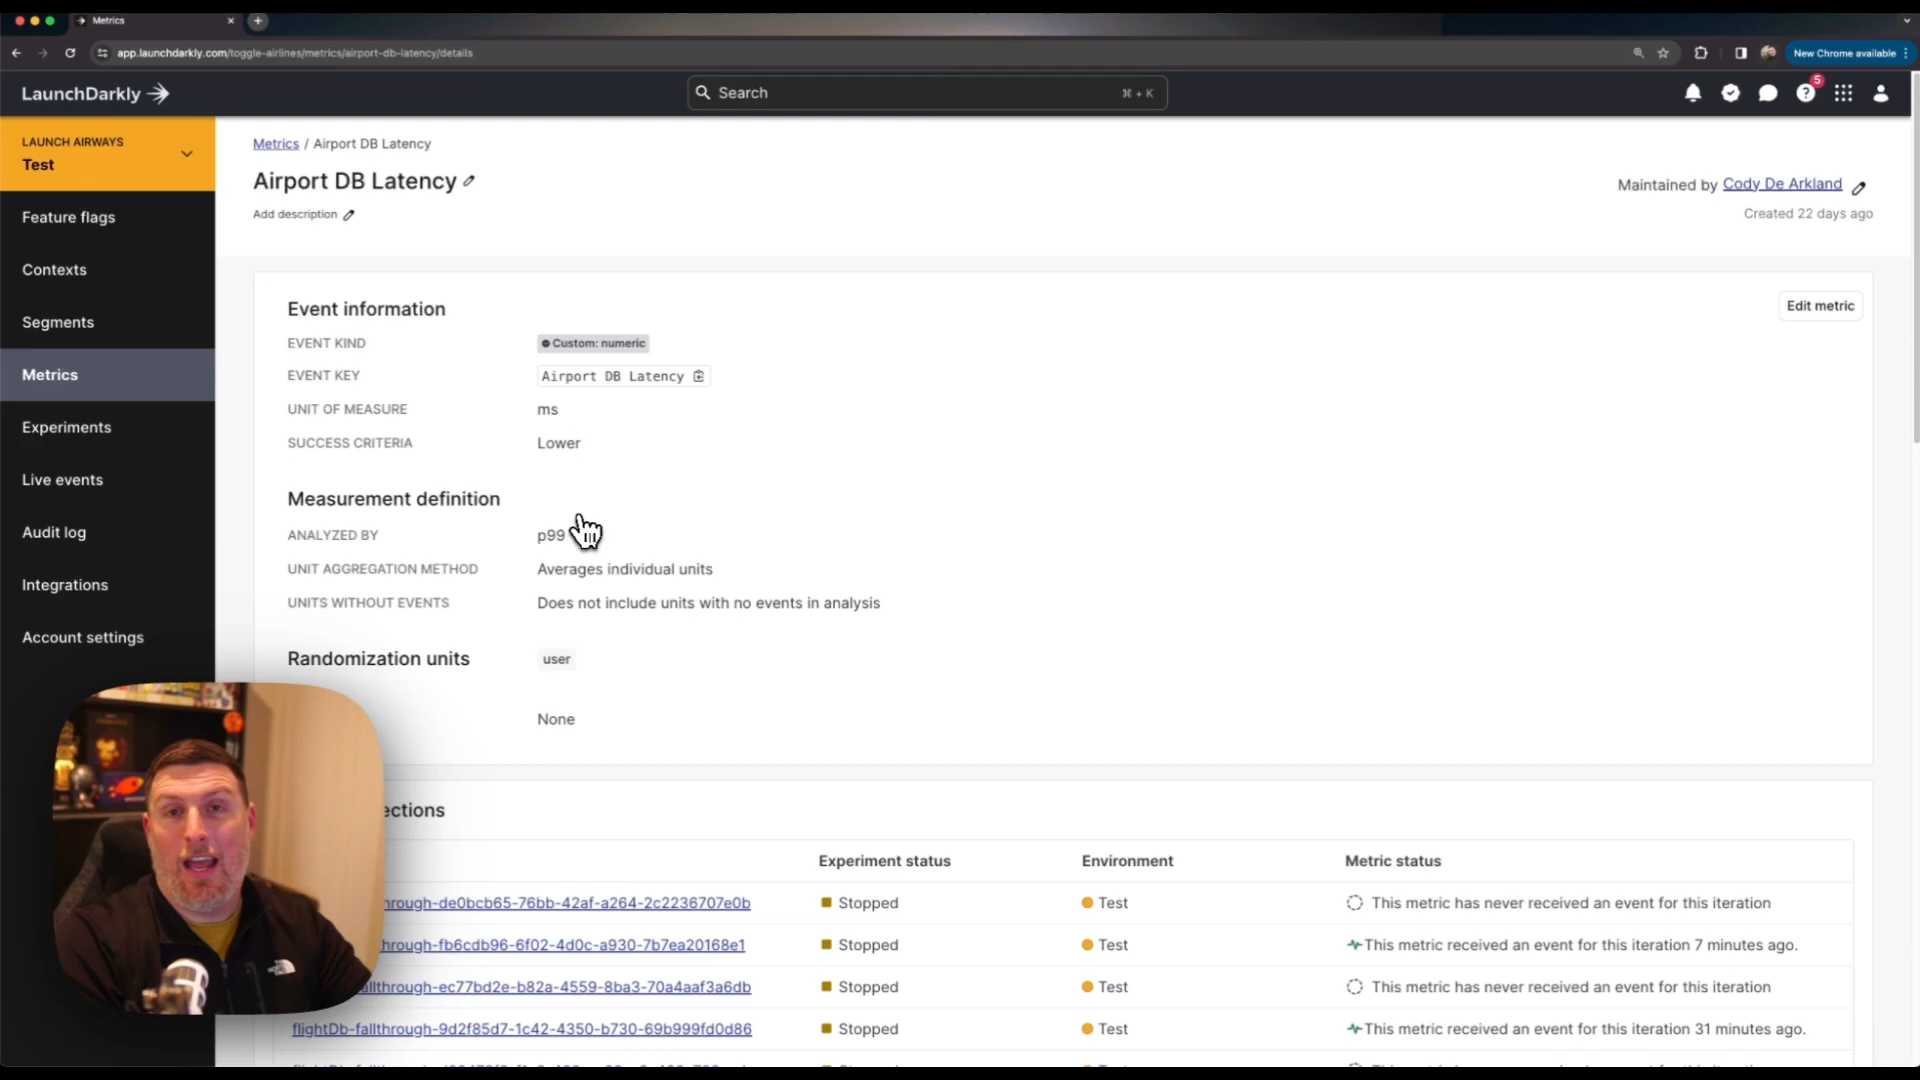 Metrics
app.launchdarkly.com/toggle-airlines/metrics/airport-db-latency/details
New Chrome available
LaunchDarkly
Search
⌘ + K
5
LAUNCH AIRWAYS
Test
Feature flags
Contexts
Segments
Metrics
Experiments
Live events
Audit log
Integrations
Account settings
Metrics / Airport DB Latency
Airport DB Latency
Add description
Maintained by Cody De Arkland
Created 22 days ago
Event information
Edit metric
EVENT KIND Custom: numeric
EVENT KEY Airport DB Latency
UNIT OF MEASURE ms
SUCCESS CRITERIA Lower
Measurement definition
ANALYZED BY p99
UNIT AGGREGATION METHOD Averages individual units
UNITS WITHOUT EVENTS Does not include units with no events in analysis
Randomization units user
None
ections
Experiment status Environment Metric status
hrough-de0bcb65-76bb-42af-a264-2c2236707e0b Stopped Test This metric has never received an event for this iteration
hrough-fb6cdb96-6f02-4d0c-a930-7b7ea20168e1 Stopped Test This metric received an event for this iteration 7 minutes ago.
allthrough-ec77bd2e-b82a-4559-8ba3-70a4aaf3a6db Stopped Test This metric has never received an event for this iteration
flightDb-fallthrough-9d2f85d7-1c42-4350-b730-69b999fd0d86 Stopped Test This metric received an event for this iteration 31 minutes ago.